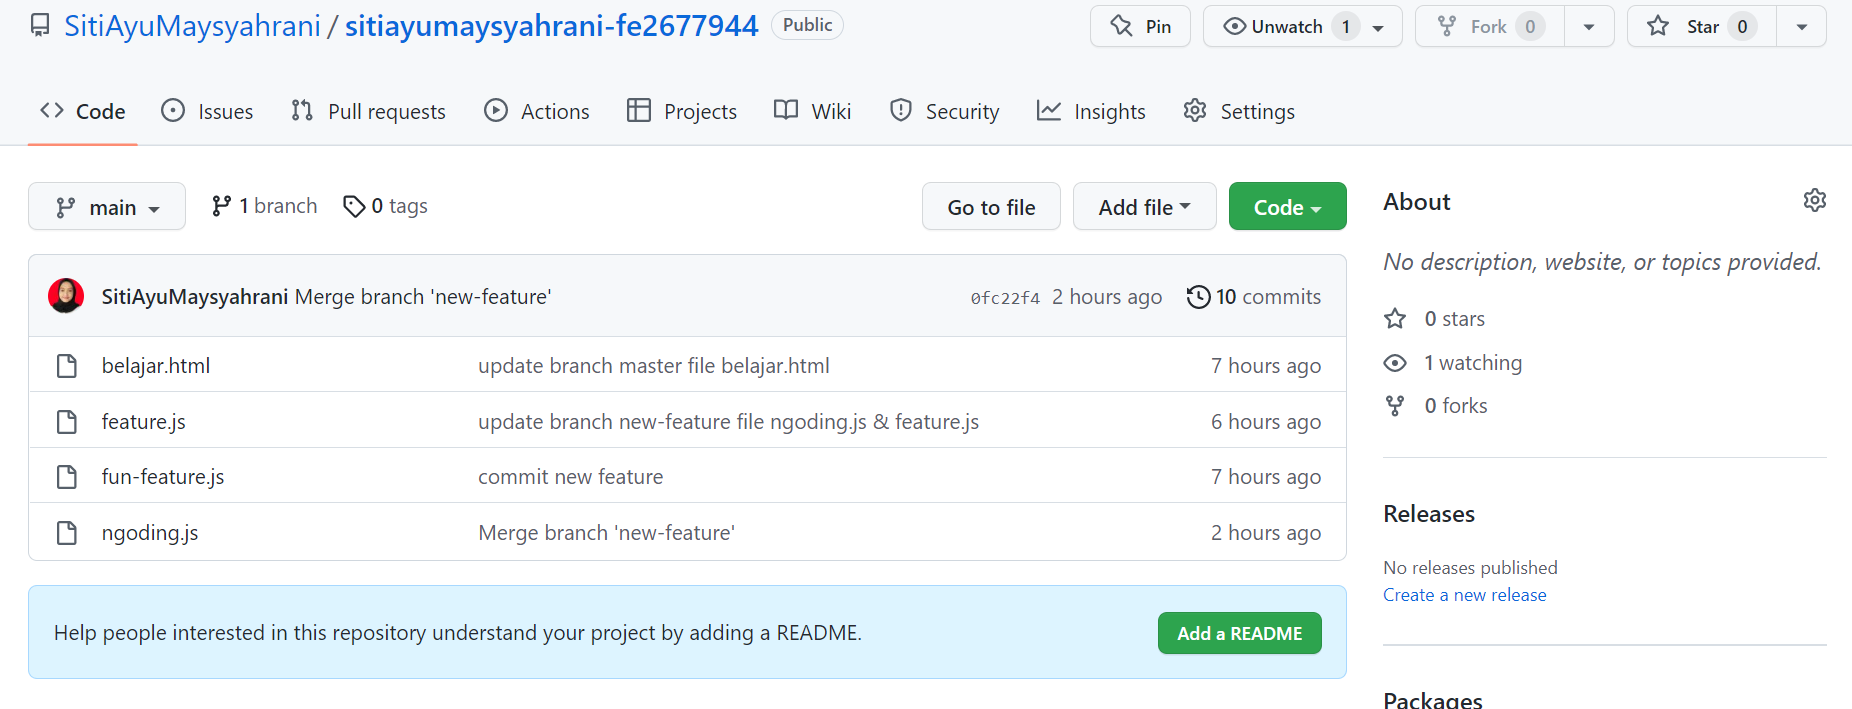 SitiAyuMaysyahrani / sitiayumaysyahrani-fe2677944 Public
Pin
Unwatch 1
Fork 0
Star 0
Code
Issues
Pull requests
Actions
Projects
Wiki
Security
Insights
Settings
main
1 branch
0 tags
Go to file
Add file
Code
SitiAyuMaysyahrani Merge branch 'new-feature' 0fc22f4 2 hours ago 10 commits
belajar.html update branch master file belajar.html 7 hours ago
feature.js update branch new-feature file ngoding.js & feature.js 6 hours ago
fun-feature.js commit new feature 7 hours ago
ngoding.js Merge branch 'new-feature' 2 hours ago
Help people interested in this repository understand your project by adding a README.
Add a README
About
No description, website, or topics provided.
0 stars
1 watching
0 forks
Releases
No releases published
Create a new release
Packages